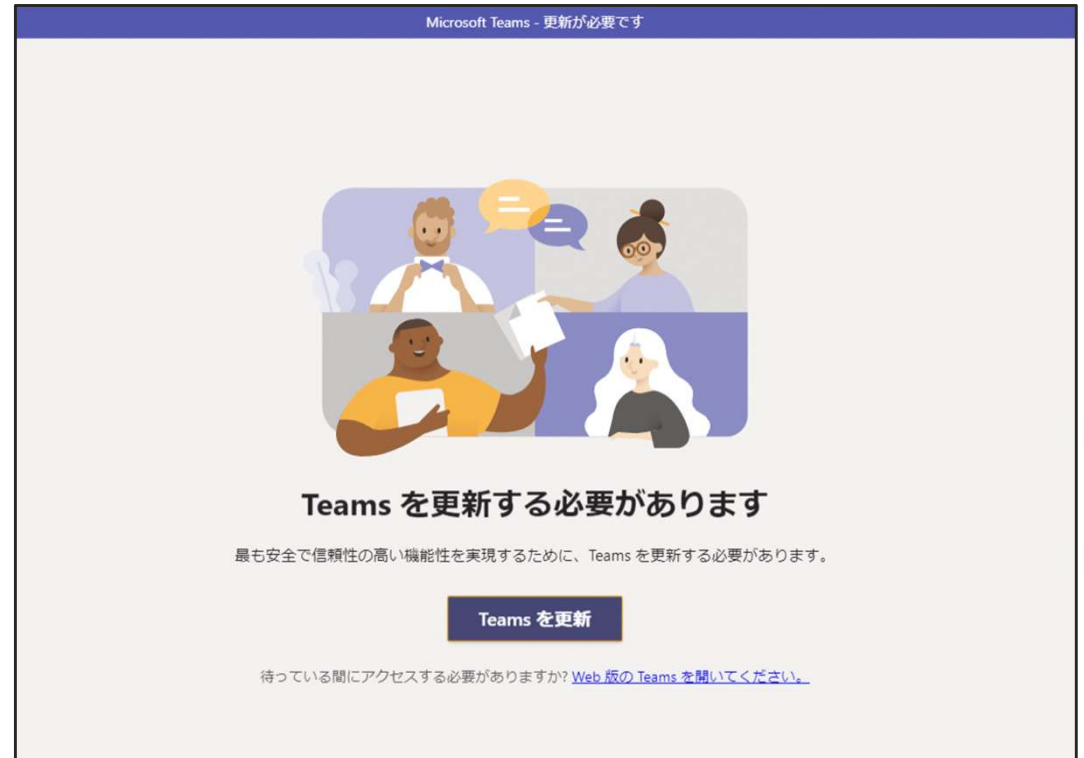 Microsoft Teams - 更新が必要です
Teams を更新する必要があります
最も安全で信頼性の高い機能性を実現するために、Teams を更新する必要があります。
Teams を更新
待っている間にアクセスする必要がありますか? Web 版の Teams を開いてください。